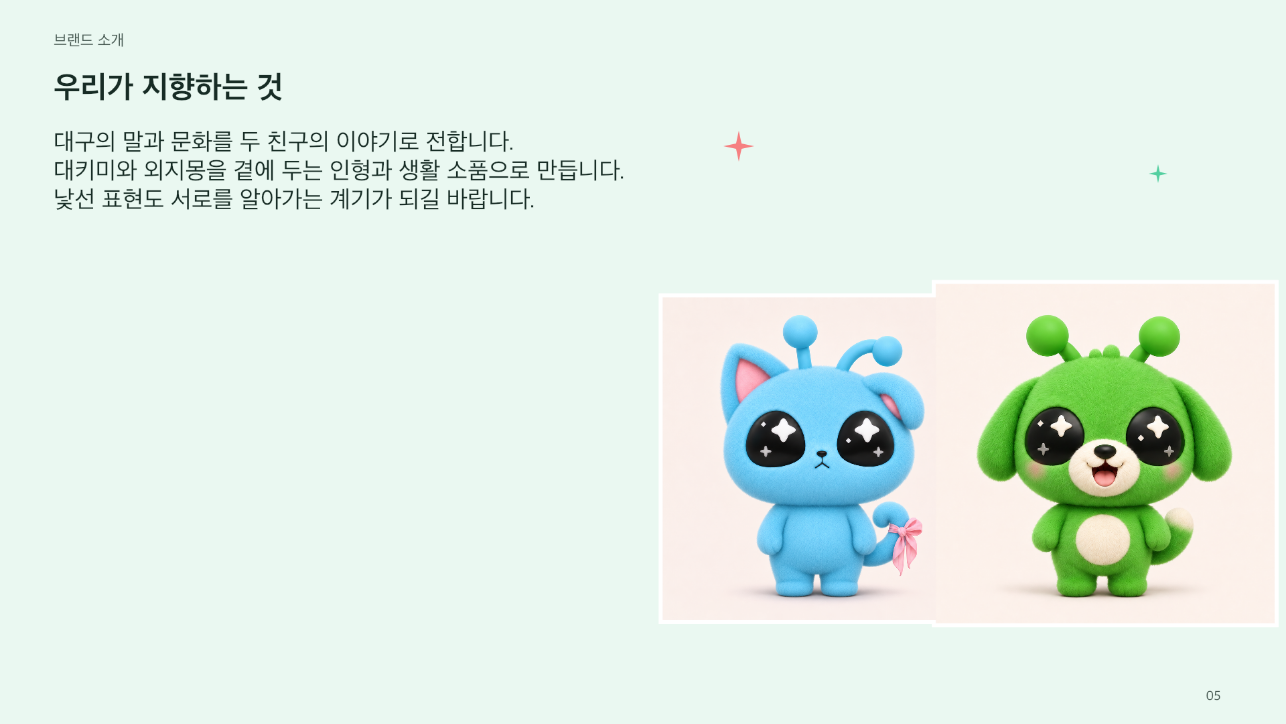 브랜드 소개
우리가 지향하는 것
대구의 말과 문화를 두 친구의 이야기로 전합니다.
대키미와 외지몽을 곁에 두는 인형과 생활 소품으로 만듭니다.
낯선 표현도 서로를 알아가는 계기가 되길 바랍니다.
05